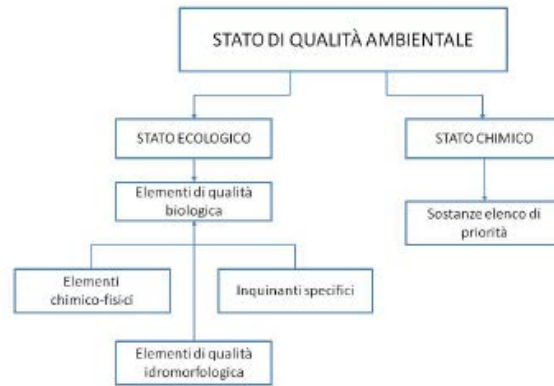 STATO DI QUALITÀ AMBIENTALE
STATO ECOLOGICO
STATO CHIMICO
Elementi di qualità
biologica
Sostanze elenco di
priorità
Elementi
chimico-fisici
Inquinanti specifici
Elementi di qualità
idromorfologica